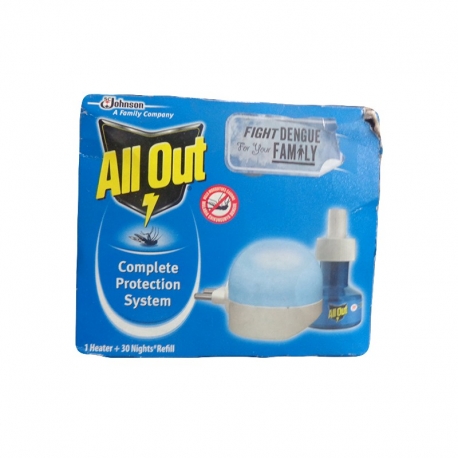 SC Johnson
A Family Company
FIGHT DENGUE
For Your FAMILY
All Out
Complete
Protection
System
1 Heater + 30 Nights* Refill
All Out